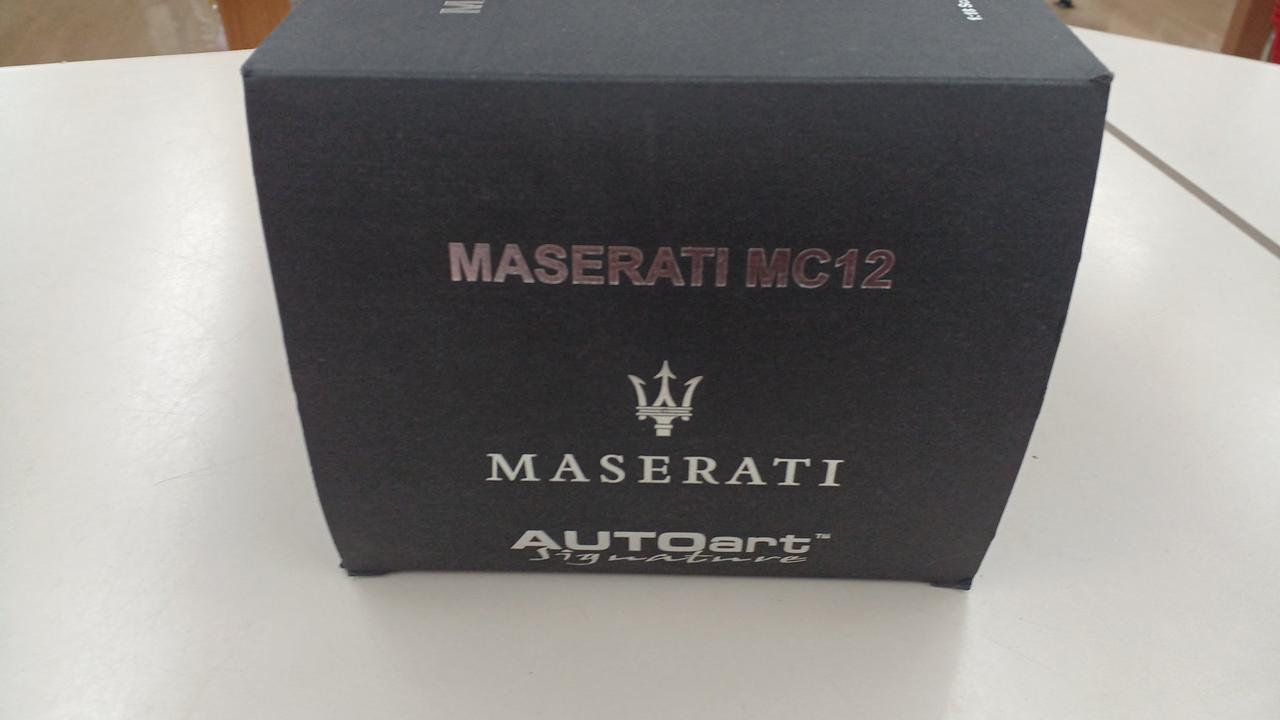 MASERATI MC12
MASERATI
AUTOart™
Signature